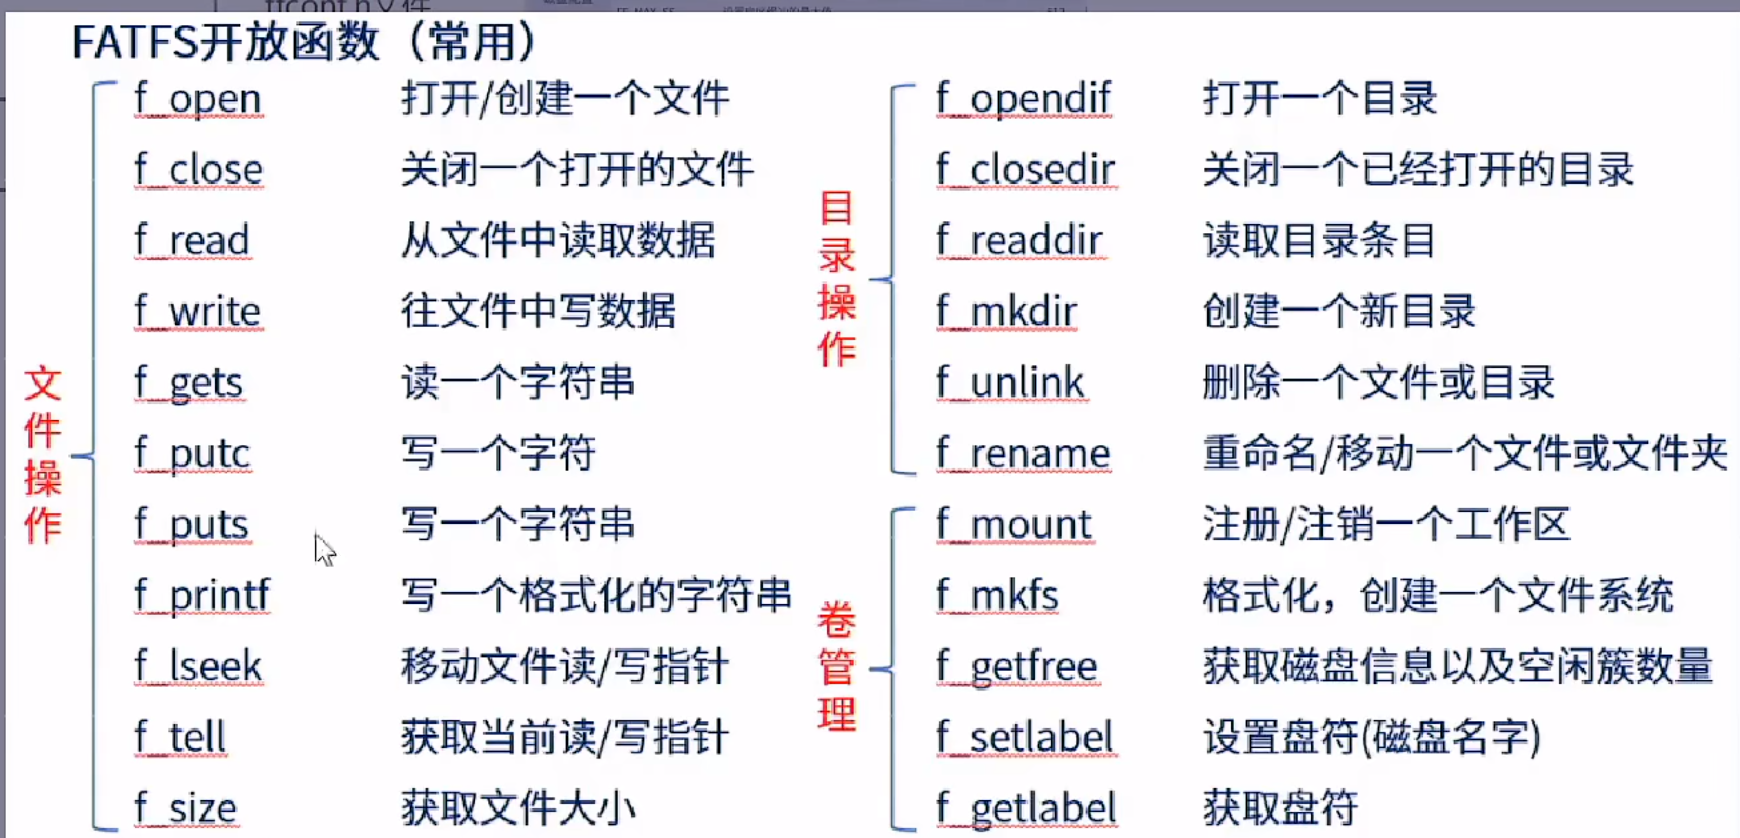 ffconf.h文件
FATFS开放函数（常用）
文件操作
f_open 打开/创建一个文件
f_close 关闭一个打开的文件
f_read 从文件中读取数据
f_write 往文件中写数据
f_gets 读一个字符串
f_putc 写一个字符
f_puts 写一个字符串
f_printf 写一个格式化的字符串
f_lseek 移动文件读/写指针
f_tell 获取当前读/写指针
f_size 获取文件大小
目录操作
f_opendif 打开一个目录
f_closedir 关闭一个已经打开的目录
f_readdir 读取目录条目
f_mkdir 创建一个新目录
f_unlink 删除一个文件或目录
f_rename 重命名/移动一个文件或文件夹
卷管理
f_mount 注册/注销一个工作区
f_mkfs 格式化，创建一个文件系统
f_getfree 获取磁盘信息以及空闲簇数量
f_setlabel 设置盘符(磁盘名字)
f_getlabel 获取盘符